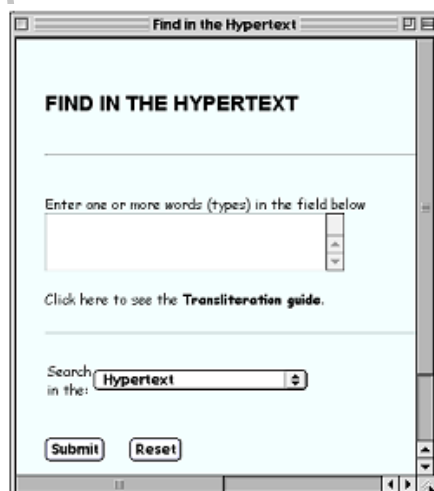 Find in the Hypertext
FIND IN THE HYPERTEXT
Enter one or more words (types) in the field below
Click here to see the Transliteration guide.
Search
in the: Hypertext
Submit Reset